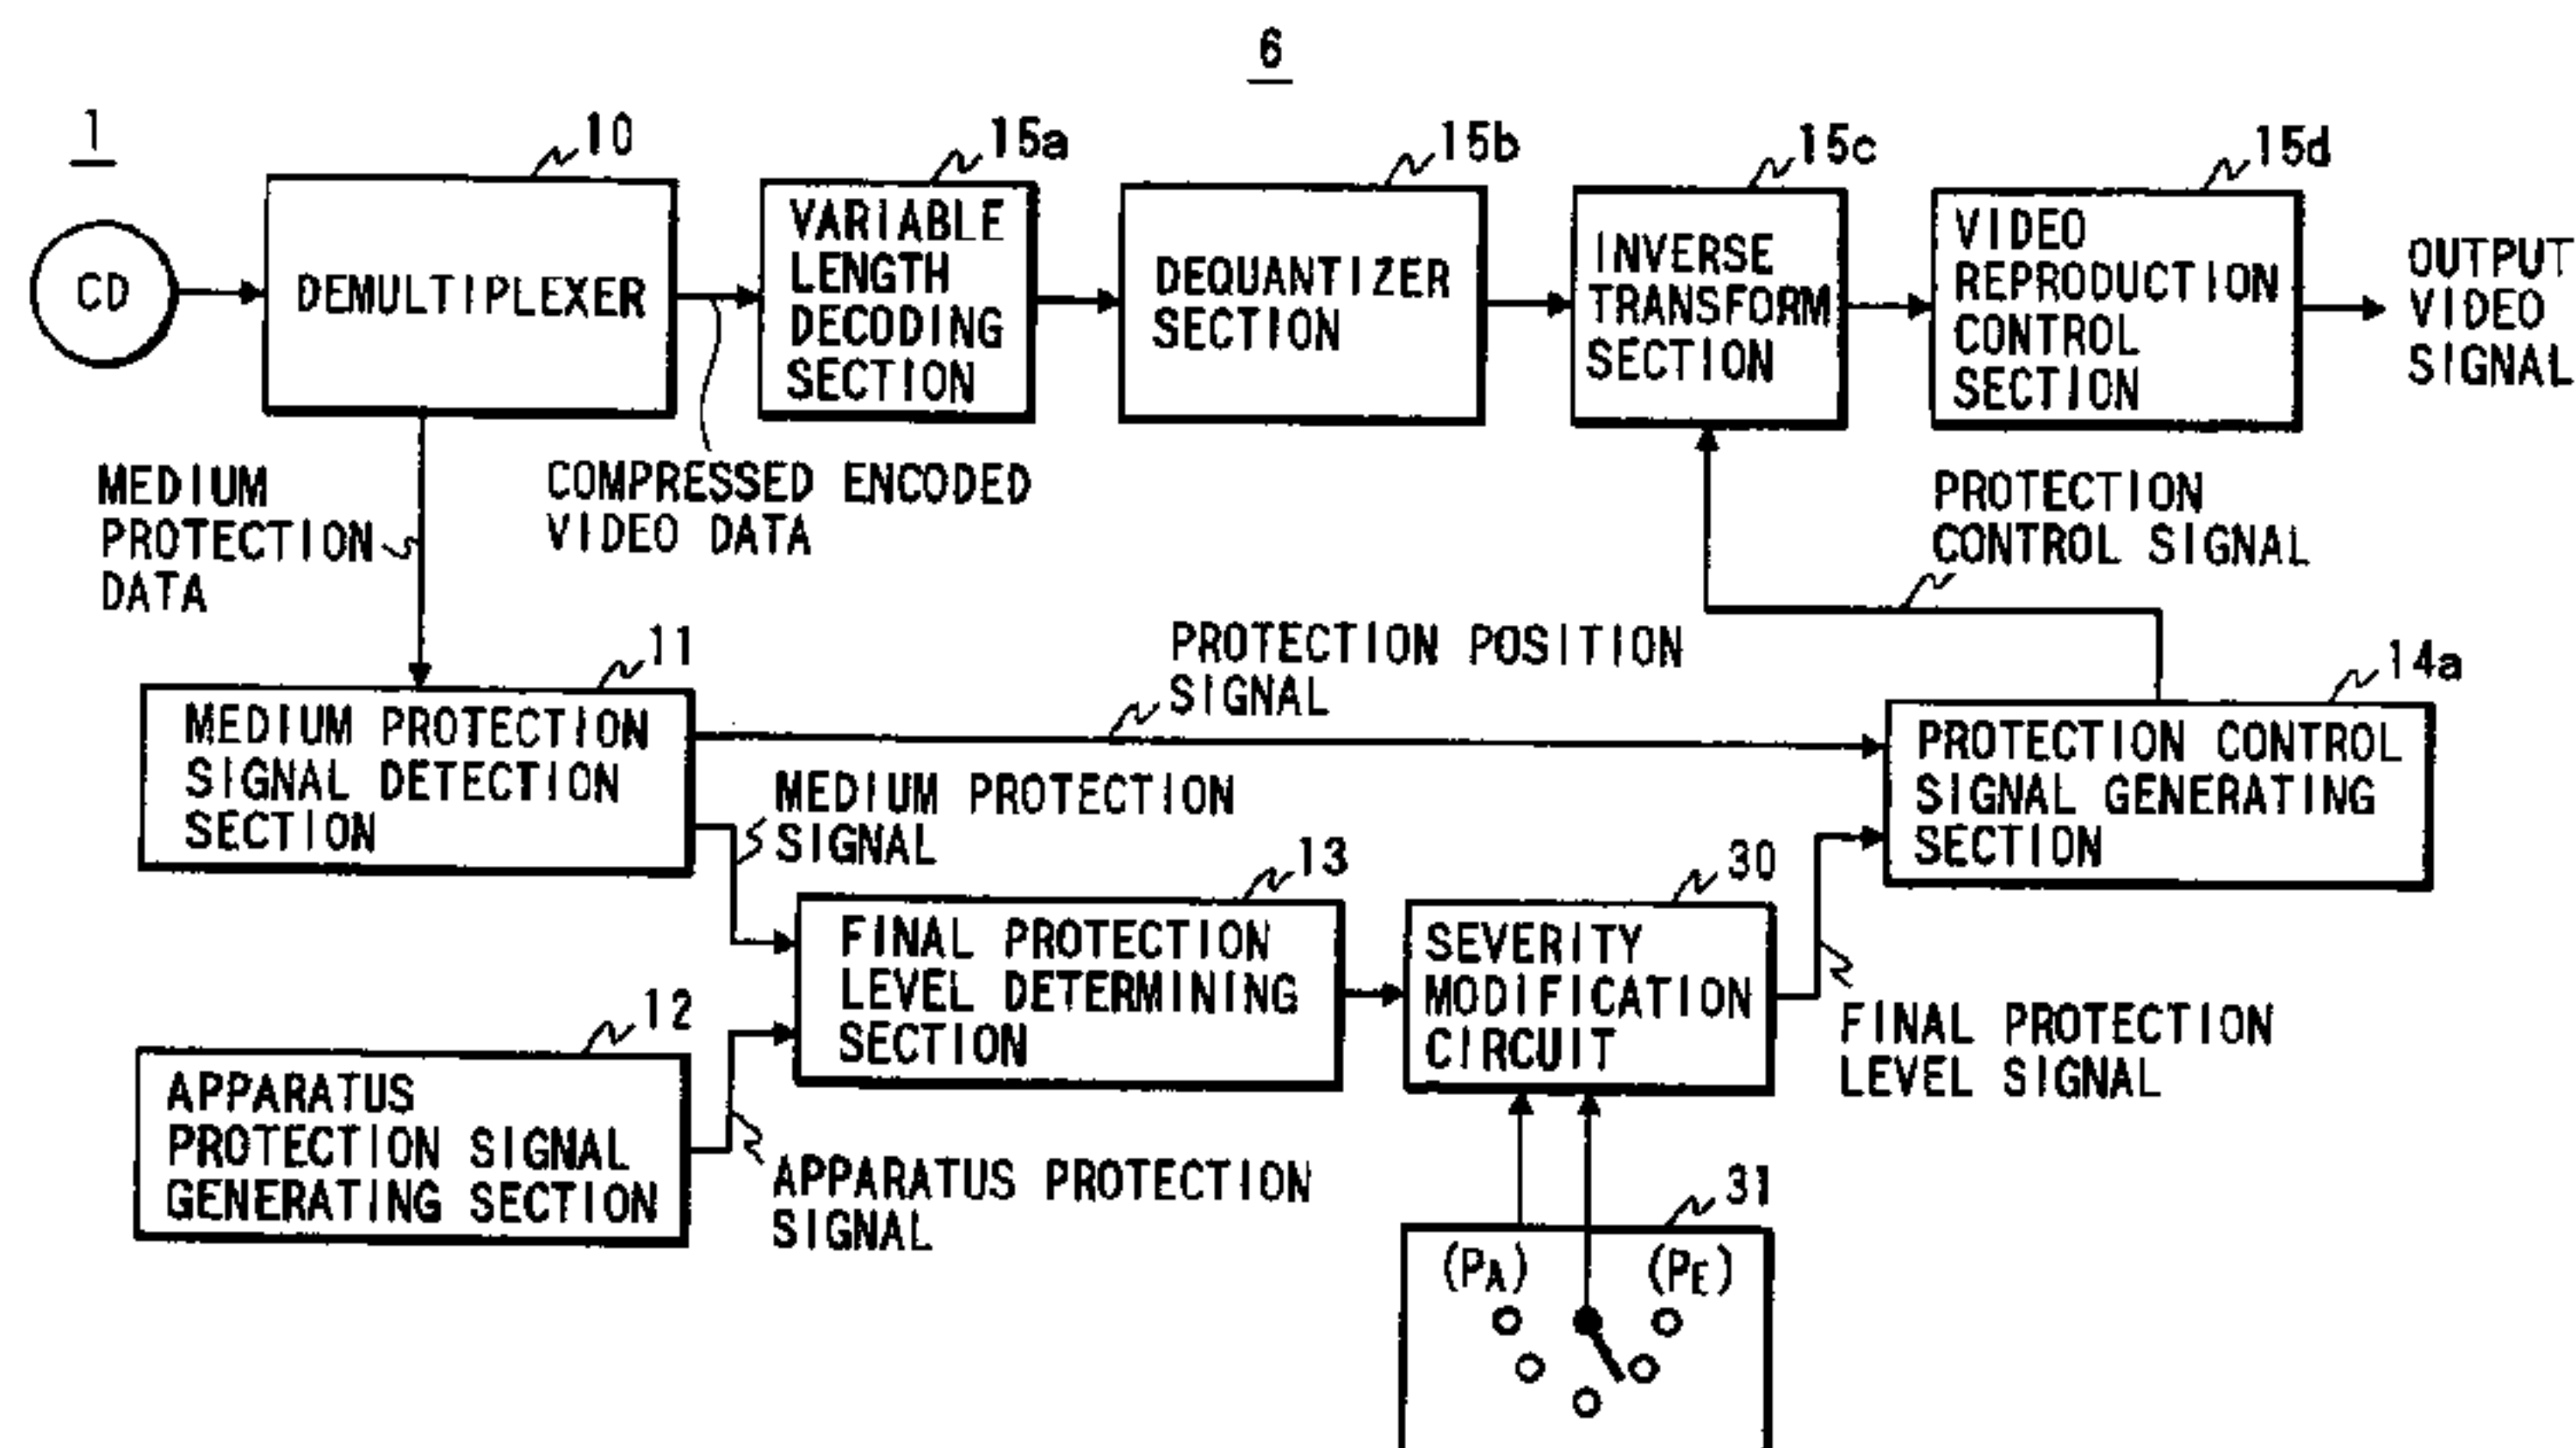 6
1
10
15a
15b
15c
15d
CD
DEMULTIPLEXER
VARIABLE
LENGTH
DECODING
SECTION
DEQUANTIZER
SECTION
INVERSE
TRANSFORM
SECTION
VIDEO
REPRODUCTION
CONTROL
SECTION
OUTPUT
VIDEO
SIGNAL
MEDIUM
PROTECTION
DATA
COMPRESSED ENCODED
VIDEO DATA
PROTECTION
CONTROL SIGNAL
11
PROTECTION POSITION
SIGNAL
14a
MEDIUM PROTECTION
SIGNAL DETECTION
SECTION
MEDIUM PROTECTION
SIGNAL
PROTECTION CONTROL
SIGNAL GENERATING
SECTION
13
30
FINAL PROTECTION
LEVEL DETERMINING
SECTION
SEVERITY
MODIFICATION
CIRCUIT
FINAL PROTECTION
LEVEL SIGNAL
12
APPARATUS
PROTECTION SIGNAL
GENERATING SECTION
APPARATUS PROTECTION
SIGNAL
31
(PA)
(PE)